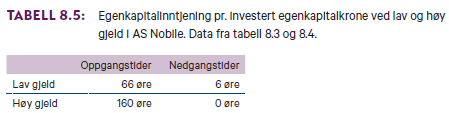 TABELL 8.5: Egenkapitalinntjening pr. investert egenkapitalkrone ved lav og høy
gjeld i AS Nobile. Data fra tabell 8.3 og 8.4.
Oppgangstider Nedgangstider
Lav gjeld 66 øre 6 øre
Høy gjeld 160 øre 0 øre